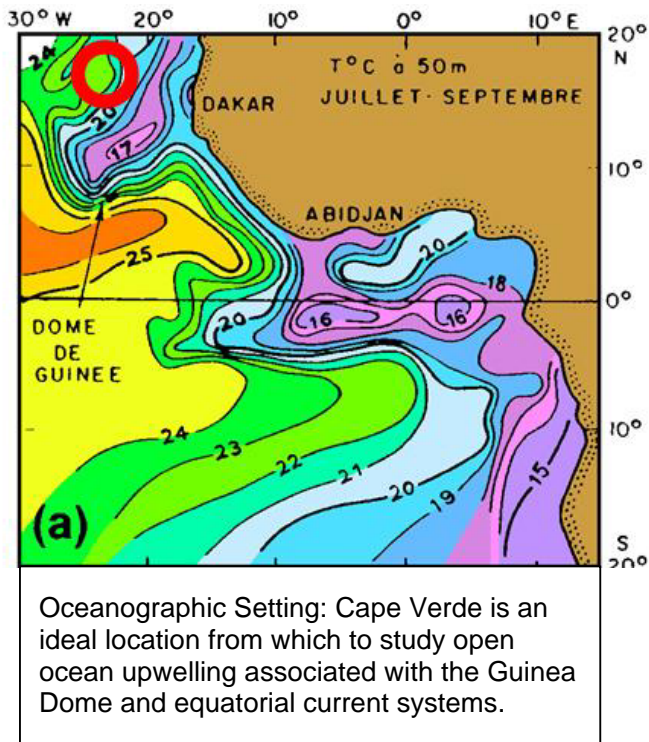 30° W 20° 10° 0° 10° E
24
20°
N
T°C à 50m
JUILLET-SEPTEMBRE
DAKAR
20
17
10°
ABIDJAN
20
25
18
0°
20
16
16
DOME
DE
GUINEE
24
23
22
21
20
19
15
10°
(a)
S
20°
Oceanographic Setting: Cape Verde is an
ideal location from which to study open
ocean upwelling associated with the Guinea
Dome and equatorial current systems.